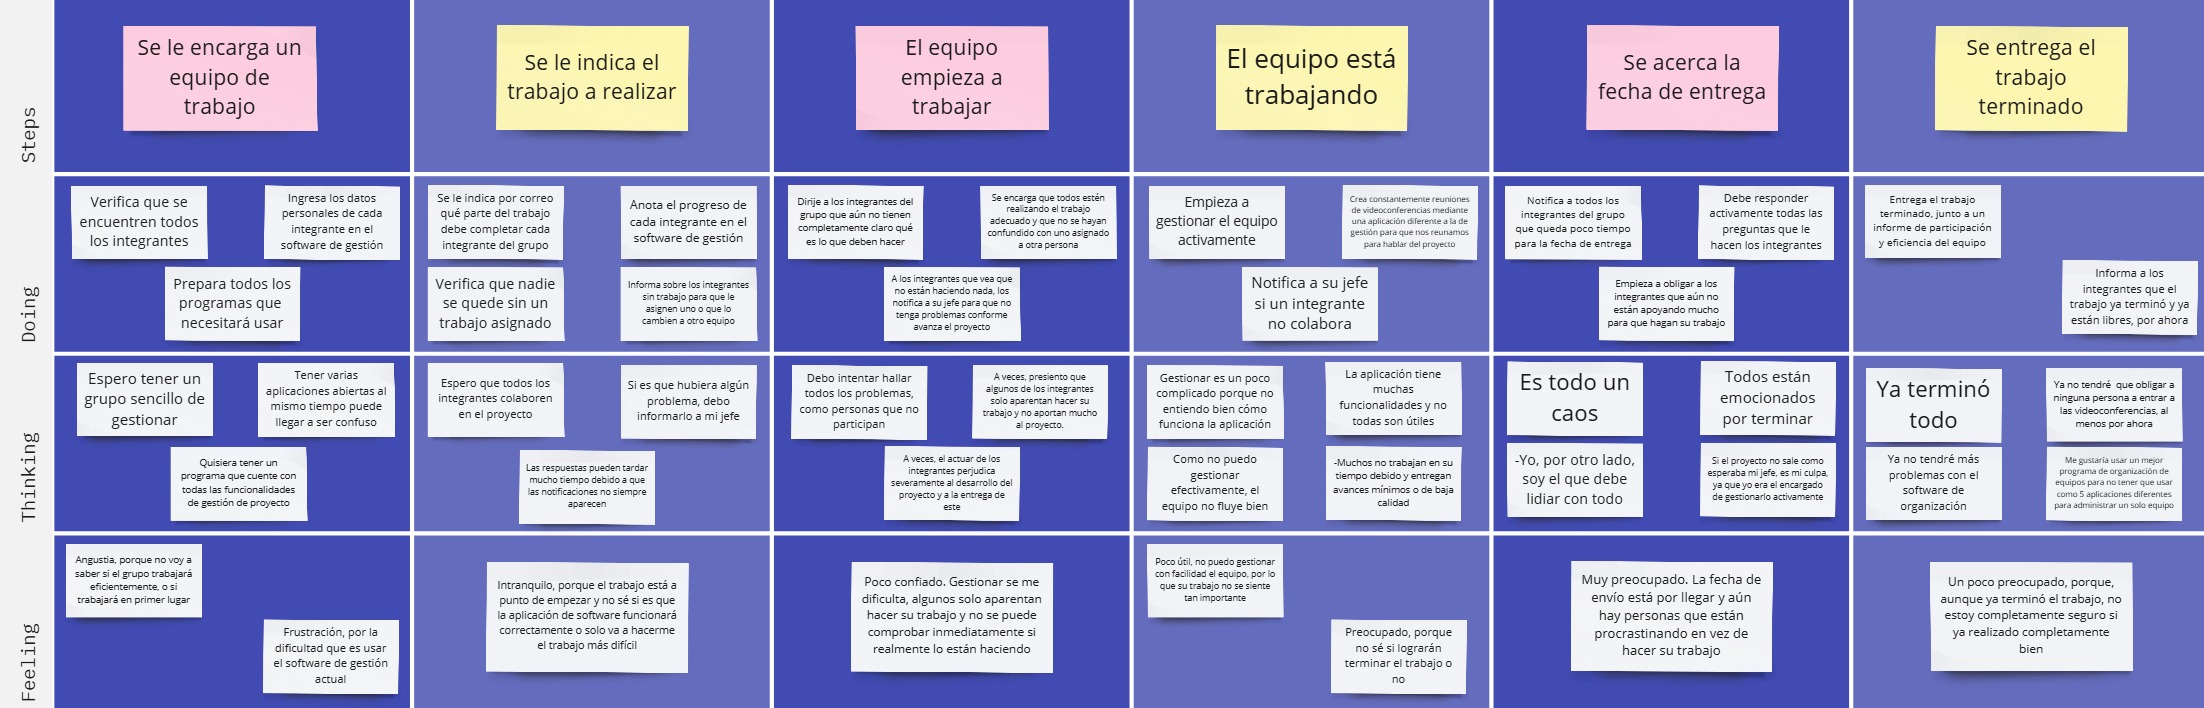 Steps
Se le encarga un
equipo de
trabajo
Se le indica el
trabajo a realizar
El equipo
empieza a
trabajar
El equipo está
trabajando
Se acerca la
fecha de entrega
Se entrega el
trabajo
terminado
Doing
Verifica que se
encuentren todos
los integrantes
Ingresa los datos
personales de cada
integrante en el
software de gestión
Prepara todos los
programas que
necesitará usar
Se le indica por correo
qué parte del trabajo
debe completar cada
integrante del grupo
Anota el progreso de
cada integrante en el
software de gestión
Verifica que nadie
se quede sin un
trabajo asignado
Informa sobre los integrantes
sin trabajo para que le
asignen uno o que lo
cambien a otro equipo
Dirije a los integrantes del
grupo que aún no tienen
completamente claro qué
es lo que deben hacer
Se encarga que todos estén
realizando el trabajo
adecuado y que no se hayan
confundido con uno asignado
a otra persona
A los integrantes que vea que
no están haciendo nada, los
notifica a su jefe para que no
tenga problemas conforme
avanza el proyecto
Empieza a
gestionar el equipo
activamente
Crea constantemente reuniones
de videoconferencias mediante
una aplicación diferente a la de
gestión para que nos reunamos
para hablar del proyecto
Notifica a su jefe
si un integrante
no colabora
Notifica a todos los
integrantes del grupo
que queda poco tiempo
para la fecha de entrega
Debe responder
activamente todas las
preguntas que le
hacen los integrantes
Empieza a obligar a los
integrantes que aún no
están apoyando mucho
para que hagan su trabajo
Entrega el trabajo
terminado, junto a un
informe de participación
y eficiencia del equipo
Informa a los
integrantes que el
trabajo ya terminó y ya
están libres, por ahora
Thinking
Espero tener un
grupo sencillo de
gestionar
Tener varias
aplicaciones abiertas al
mismo tiempo puede
llegar a ser confuso
Quisiera tener un
programa que cuente con
todas las funcionalidades
de gestión de proyecto
Espero que todos los
integrantes colaboren
en el proyecto
Si es que hubiera algún
problema, debo
informarlo a mi jefe
Las respuestas pueden tardar
mucho tiempo debido a que
las notificaciones no siempre
aparecen
Debo intentar hallar
todos los problemas,
como personas que no
participan
A veces, presiento que
algunos de los integrantes
solo aparentan hacer su
trabajo y no aportan mucho
al proyecto.
A veces, el actuar de los
integrantes perjudica
severamente al desarrollo del
proyecto y a la entrega de
este
Gestionar es un poco
complicado porque no
entiendo bien cómo
funciona la aplicación
La aplicación tiene
muchas
funcionalidades y no
todas son útiles
Como no puedo
gestionar
efectivamente, el
equipo no fluye bien
-Muchos no trabajan en su
tiempo debido y entregan
avances mínimos o de baja
calidad
Es todo un
caos
Todos están
emocionados
por terminar
-Yo, por otro lado,
soy el que debe
lidiar con todo
Si el proyecto no sale como
esperaba mi jefe, es mi culpa,
ya que yo era el encargado
de gestionarlo activamente
Ya terminó
todo
Ya no tendré que obligar a
ninguna persona a entrar a
las videoconferencias, al
menos por ahora
Ya no tendré más
problemas con el
software de
organización
Me gustaría usar un mejor
programa de organización de
equipos para no tener que usar
como 5 aplicaciones diferentes
para administrar un solo equipo
Feeling
Angustia, porque no voy a
saber si el grupo trabajará
eficientemente, o si
trabajará en primer lugar
Frustración, por la
dificultad que es usar
el software de gestión
actual
Intranquilo, porque el trabajo está a
punto de empezar y no sé si es que
la aplicación de software funcionará
correctamente o solo va a hacerme
el trabajo más difícil
Poco confiado. Gestionar se me
dificulta, algunos solo aparentan
hacer su trabajo y no se puede
comprobar inmediatamente si
realmente lo están haciendo
Poco útil, no puedo gestionar
con facilidad el equipo, por lo
que su trabajo no se siente
tan importante
Preocupado, porque
no sé si lograrán
terminar el trabajo o
no
Muy preocupado. La fecha de
envío está por llegar y aún
hay personas que están
procrastinando en vez de
hacer su trabajo
Un poco preocupado, porque,
aunque ya terminó el trabajo, no
estoy completamente seguro si
ya realizado completamente
bien